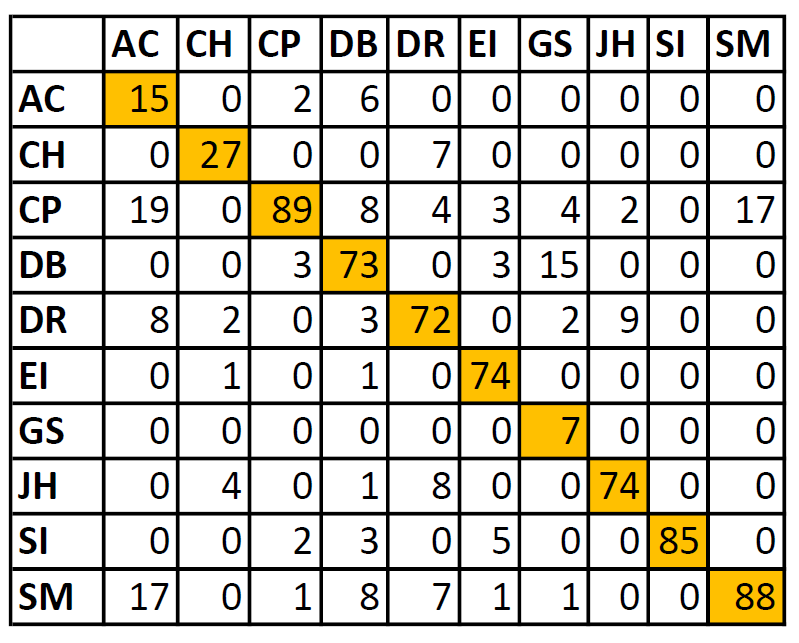 AC CH CP DB DR EI GS JH SI SM
AC 15 0 2 6 0 0 0 0 0 0
CH 0 27 0 0 7 0 0 0 0 0
CP 19 0 89 8 4 3 4 2 0 17
DB 0 0 3 73 0 3 15 0 0 0
DR 8 2 0 3 72 0 2 9 0 0
EI 0 1 0 1 0 74 0 0 0 0
GS 0 0 0 0 0 0 7 0 0 0
JH 0 4 0 1 8 0 0 74 0 0
SI 0 0 2 3 0 5 0 0 85 0
SM 17 0 1 8 7 1 1 0 0 88